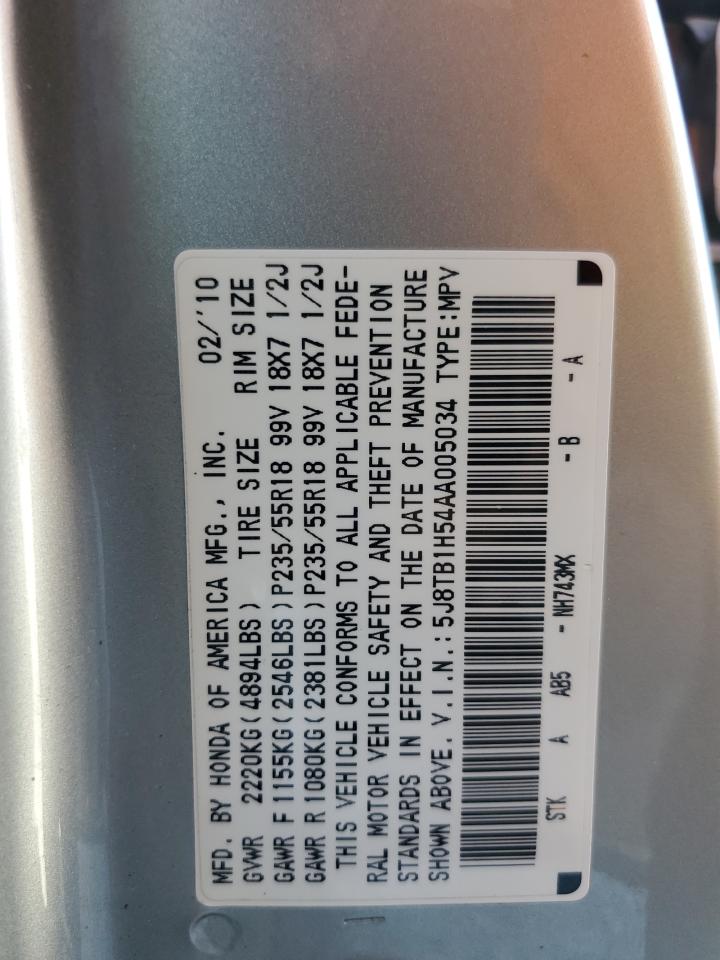 MFD. BY HONDA OF AMERICA MFG., INC. 02/'10
GVWR 2220KG(4894LBS) TIRE SIZE RIM SIZE
GAWR F 1155KG(2546LBS)P235/55R18 99V 18X7 1/2J
GAWR R 1080KG(2381LBS)P235/55R18 99V 18X7 1/2J
THIS VEHICLE CONFORMS TO ALL APPLICABLE FEDE-
RAL MOTOR VEHICLE SAFETY AND THEFT PREVENTION
STANDARDS IN EFFECT ON THE DATE OF MANUFACTURE
SHOWN ABOVE. V.I.N.:5J8TB1H54AA005034 TYPE:MPV
STK A AB5 - NH743MX - B - A